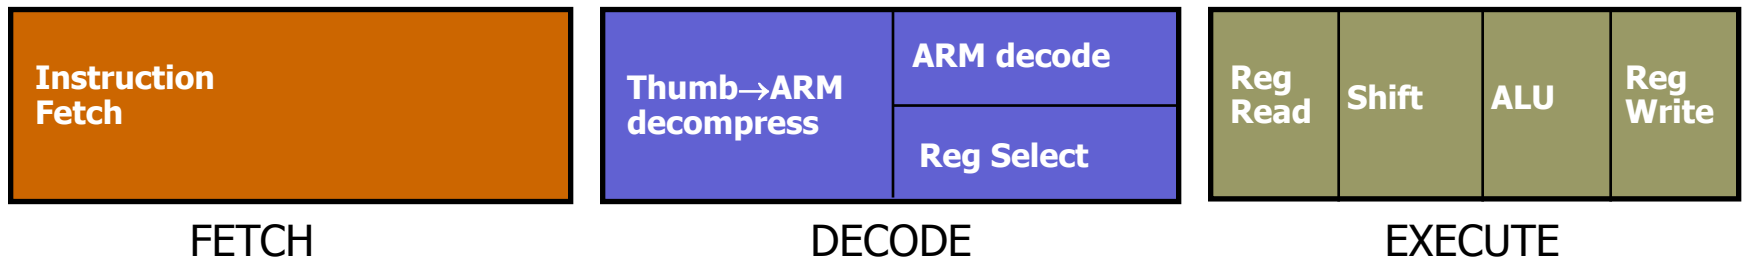 Instruction
Fetch
Thumb→ARM
decompress
ARM decode
Reg Select
Reg
Read
Shift
ALU
Reg
Write
FETCH
DECODE
EXECUTE